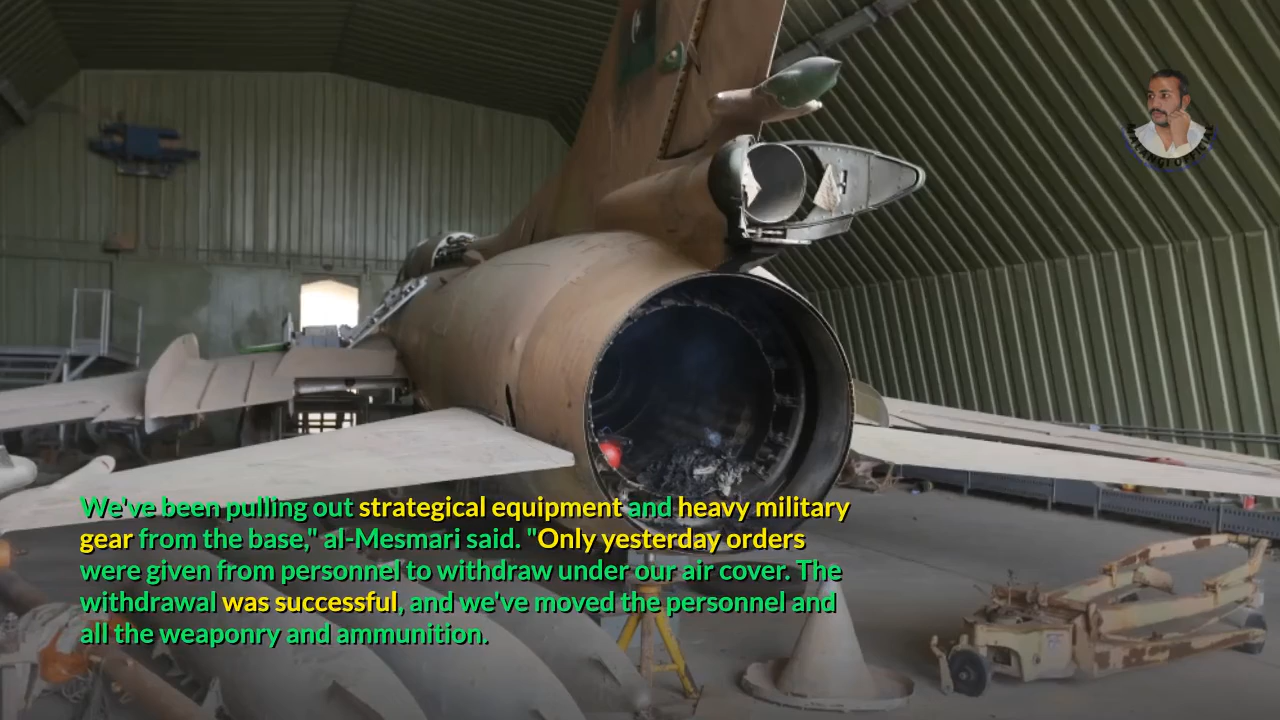 We've been pulling out strategical equipment and heavy military
gear from the base," al-Mesmari said. "Only yesterday orders
were given from personnel to withdraw under our air cover. The
withdrawal was successful, and we've moved the personnel and
all the weaponry and ammunition.